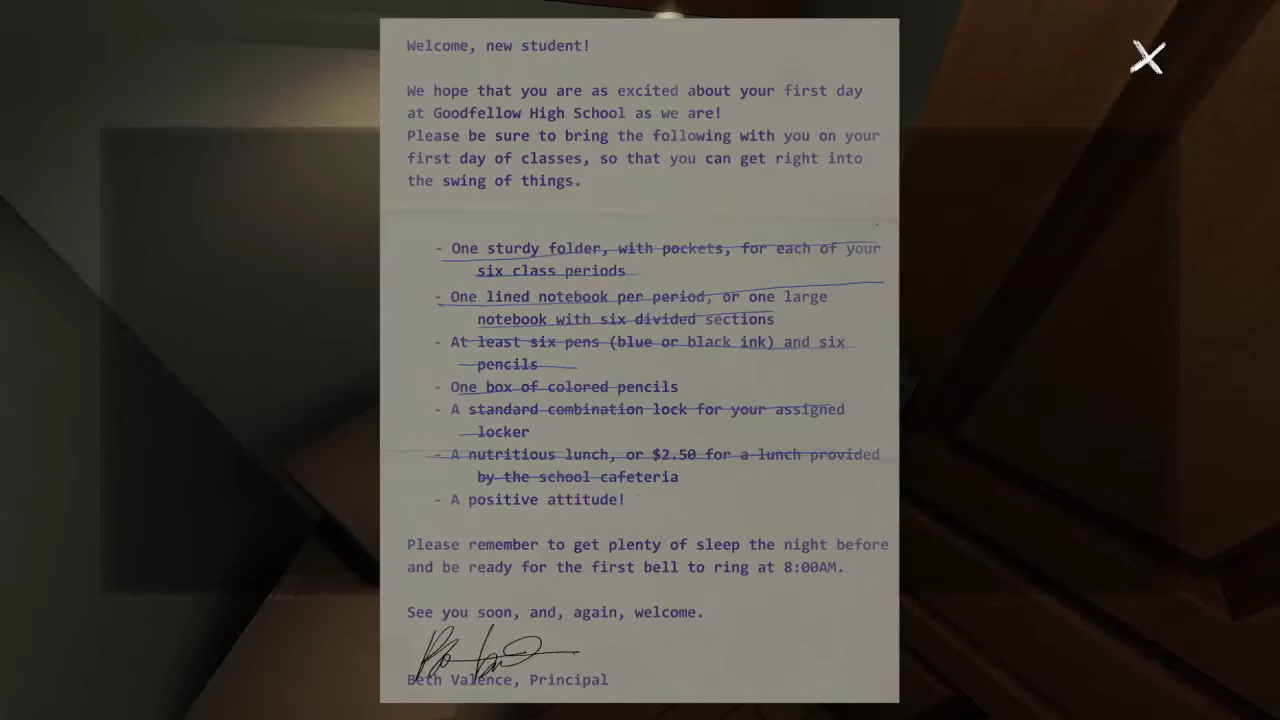 Welcome, new student!
We hope that you are as excited about your first day
at Goodfellow High School as we are!
Please be sure to bring the following with you on your
first day of classes, so that you can get right into
the swing of things.
- One sturdy folder, with pockets, for each of your
six class periods
- One lined notebook per period, or one large
notebook with six divided sections
- At least six pens (blue or black ink) and six
pencils
- One box of colored pencils
- A standard combination lock for your assigned
locker
- A nutritious lunch, or $2.50 for a lunch provided
by the school cafeteria
- A positive attitude!
Please remember to get plenty of sleep the night before
and be ready for the first bell to ring at 8:00AM.
See you soon, and, again, welcome.
Beth Valence, Principal